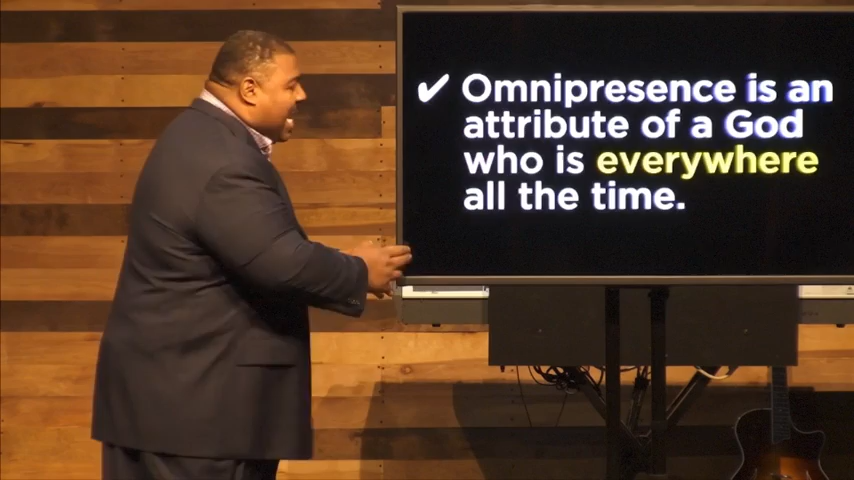 ✔ Omnipresence is an
attribute of a God
who is everywhere
all the time.